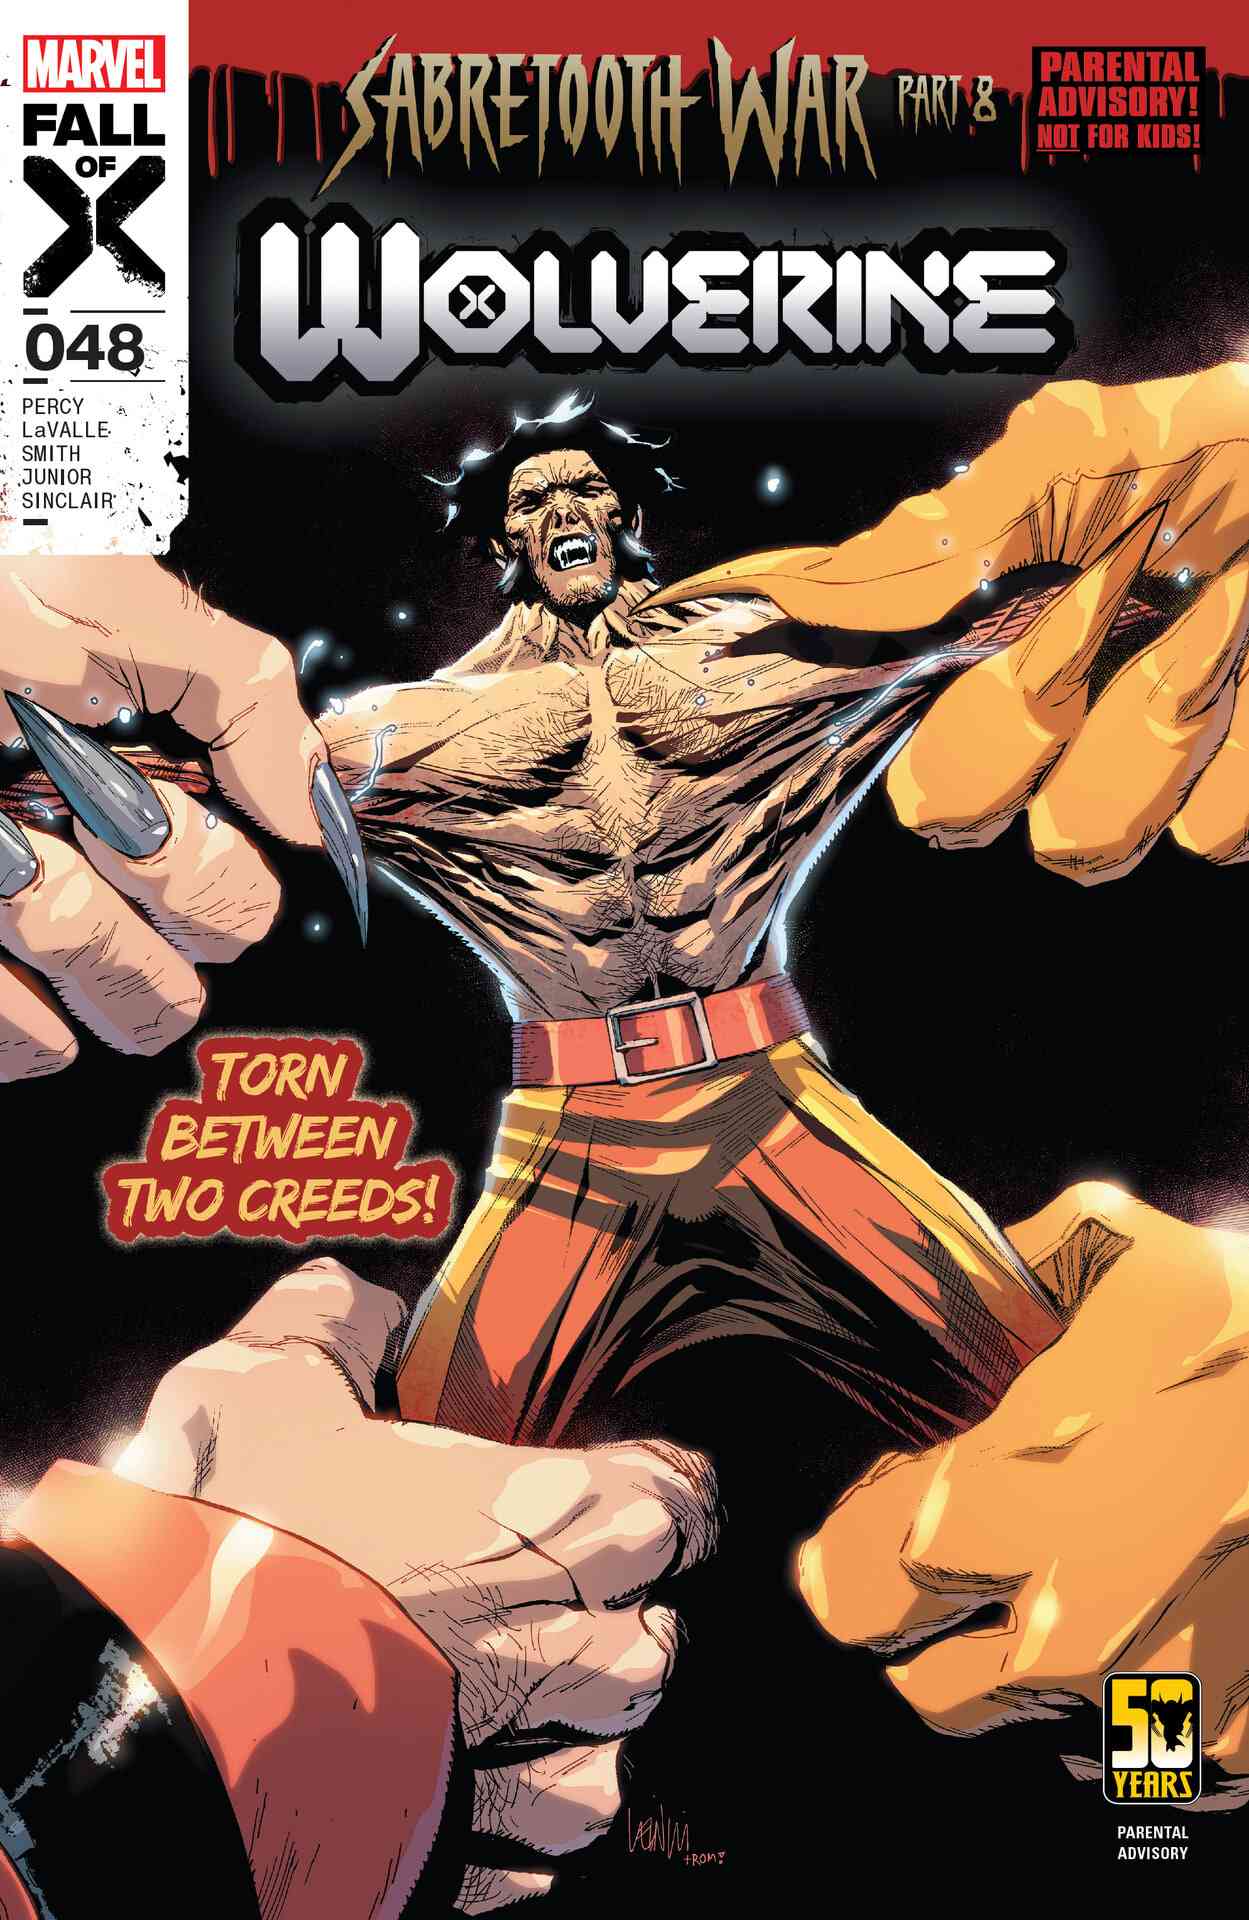 MARVEL
FALL
OF
X
048
PERCY
LaVALLE
SMITH
JUNIOR
SINCLAIR
SABRETOOTH WAR PART 8
PARENTAL
ADVISORY!
NOT FOR KIDS!
WOLVERINE
TORN
BETWEEN
TWO CREEDS!
50
YEARS
PARENTAL
ADVISORY